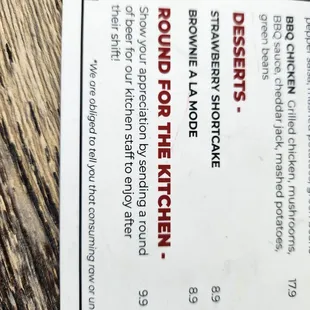 BBQ CHICKEN Grilled chicken, mushrooms, 17.9
BBQ sauce, cheddar jack, mashed potatoes,
green beans
DESSERTS -
STRAWBERRY SHORTCAKE 8.9
BROWNIE A LA MODE 8.9
ROUND FOR THE KITCHEN -
Show your appreciation by sending a round 9.9
of beer for our kitchen staff to enjoy after
their shift!
*We are obliged to tell you that consuming raw or un